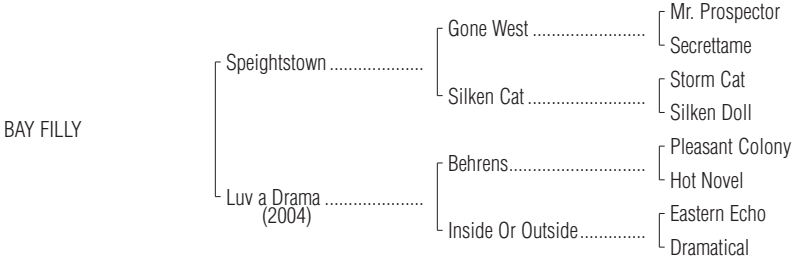 Mr. Prospector
Gone West ........................
Secrettame
Speightstown ....................
Storm Cat
Silken Cat .........................
Silken Doll
BAY FILLY
Pleasant Colony
Behrens.............................
Hot Novel
Luv a Drama .....................
(2004)
Eastern Echo
Inside Or Outside..............
Dramatical